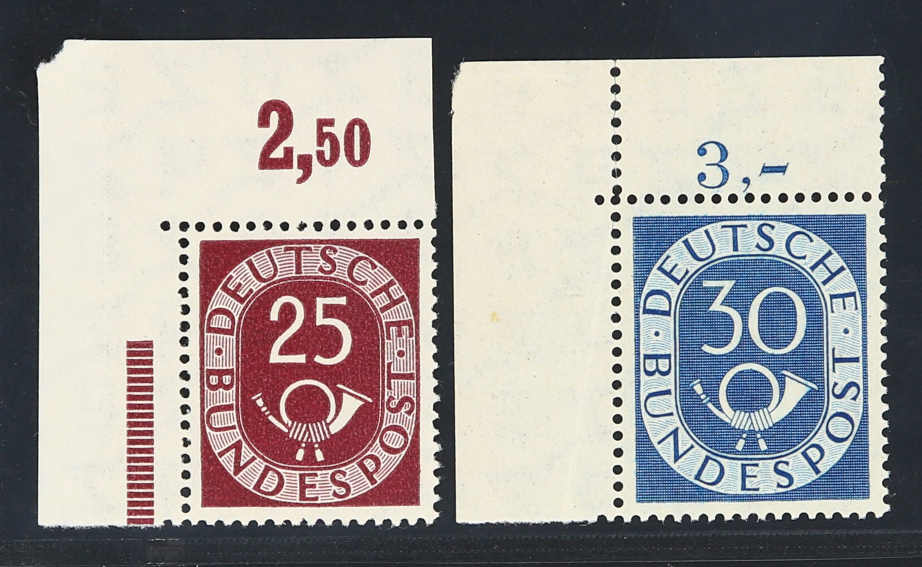 2,50
25
DEUTSCHE · BUNDESPOST ·
3,-
30
DEUTSCHE · BUNDESPOST ·